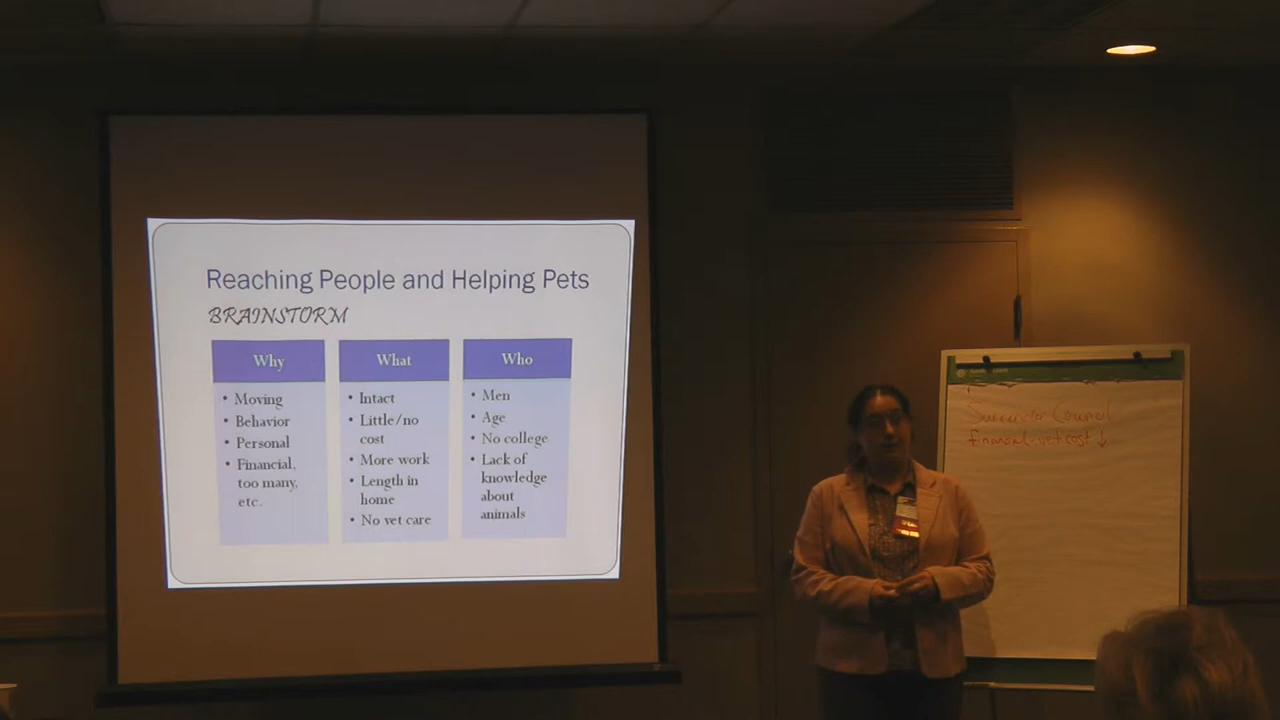 Reaching People and Helping Pets
BRAINSTORM
Why
• Moving
• Behavior
• Personal
• Financial,
too many,
etc.
What
• Intact
• Little/no
cost
• More work
• Length in
home
• No vet care
Who
• Men
• Age
• No college
• Lack of
knowledge
about
animals
Surrender Council
financial-vet cost ↓